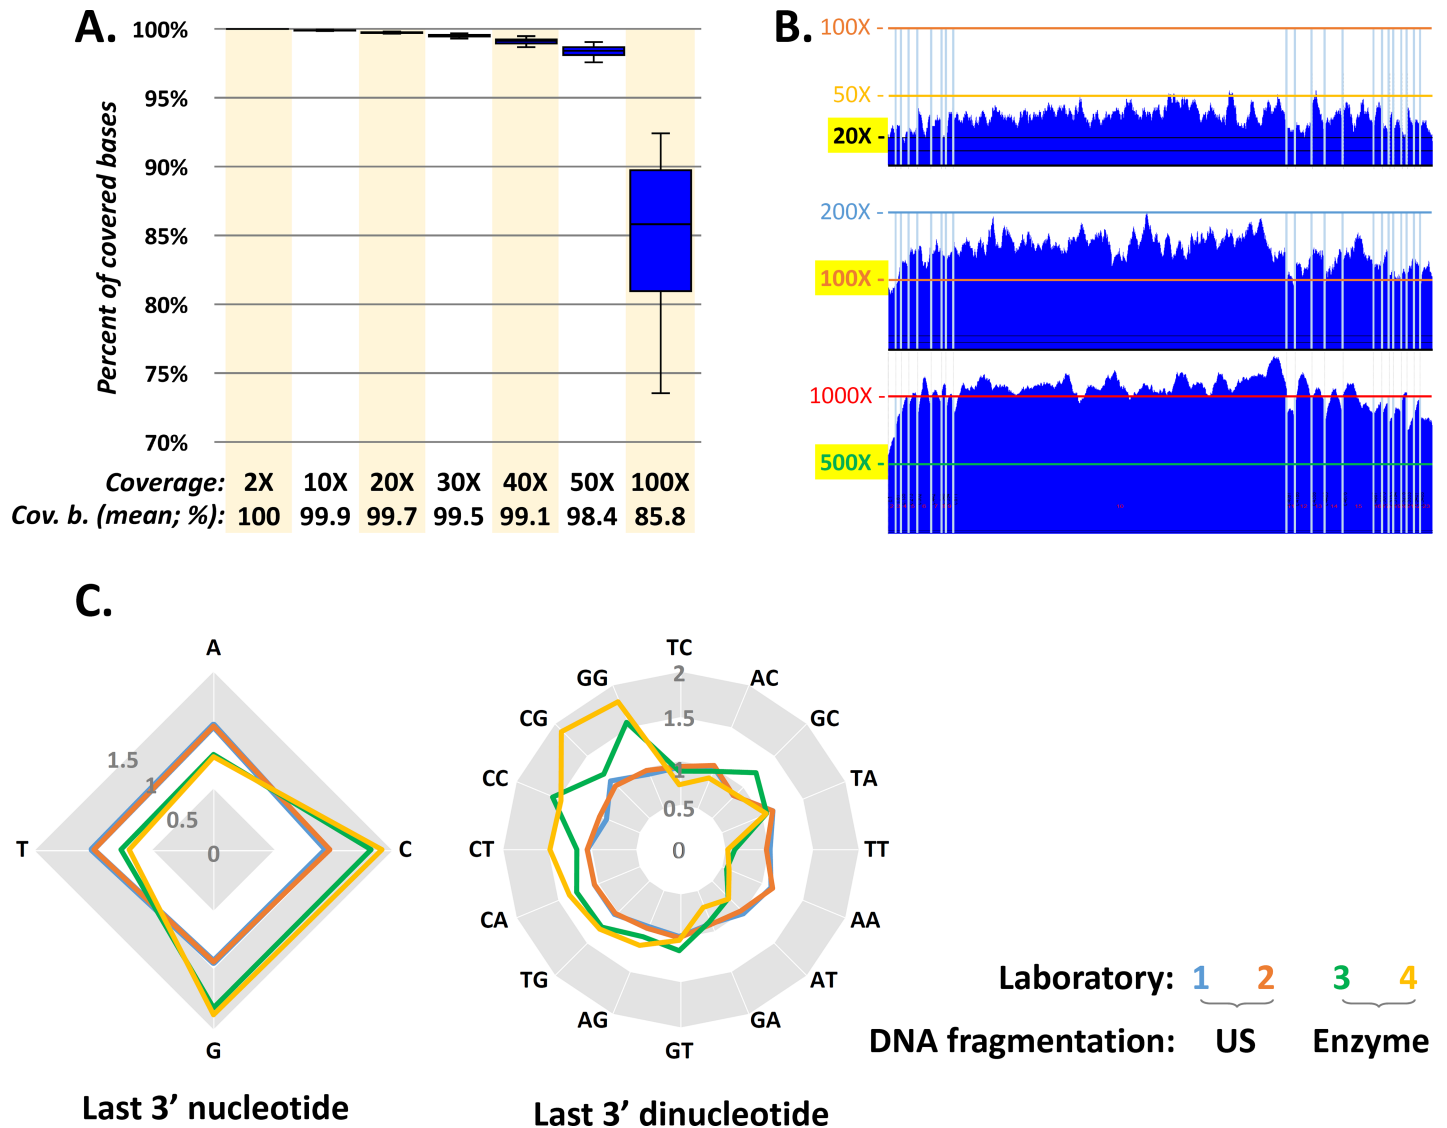 A.
100%
95%
90%
85%
80%
75%
70%
Percent of covered bases
Coverage: 2X 10X 20X 30X 40X 50X 100X
Cov. b. (mean; %): 100 99.9 99.7 99.5 99.1 98.4 85.8
B.
100X -
50X -
20X -
200X -
100X -
1000X -
500X -
C.
A
1.5
1
0.5
0
T
C
G
Last 3’ nucleotide
TC
2
GG
AC
CG
1.5
GC
CC
1
TA
0.5
CT
0
TT
CA
AA
TG
AT
AG
GA
GT
Last 3’ dinucleotide
Laboratory: 1 2 3 4
DNA fragmentation: US Enzyme